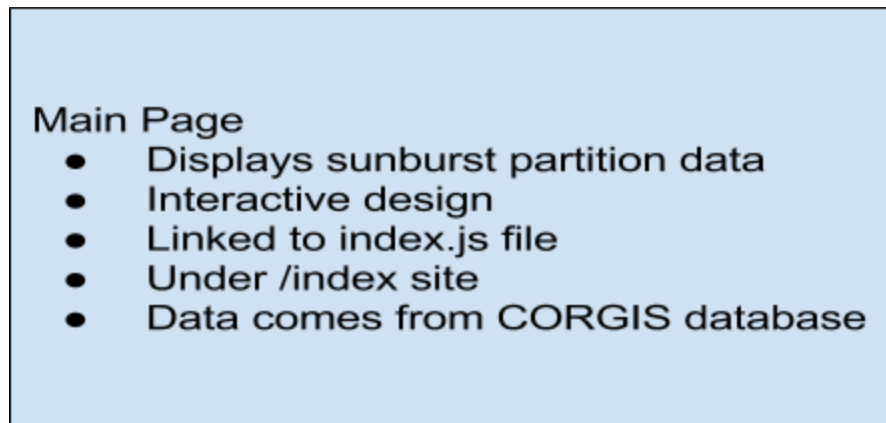 Main Page
● Displays sunburst partition data
● Interactive design
● Linked to index.js file
● Under /index site
● Data comes from CORGIS database